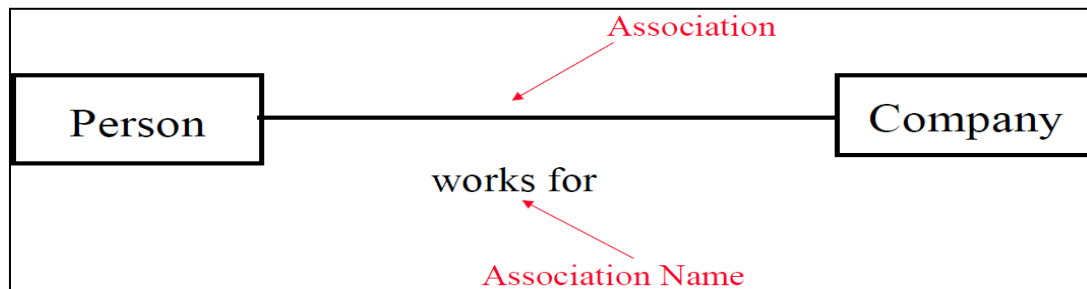 Association
Person
Company
works for
Association Name